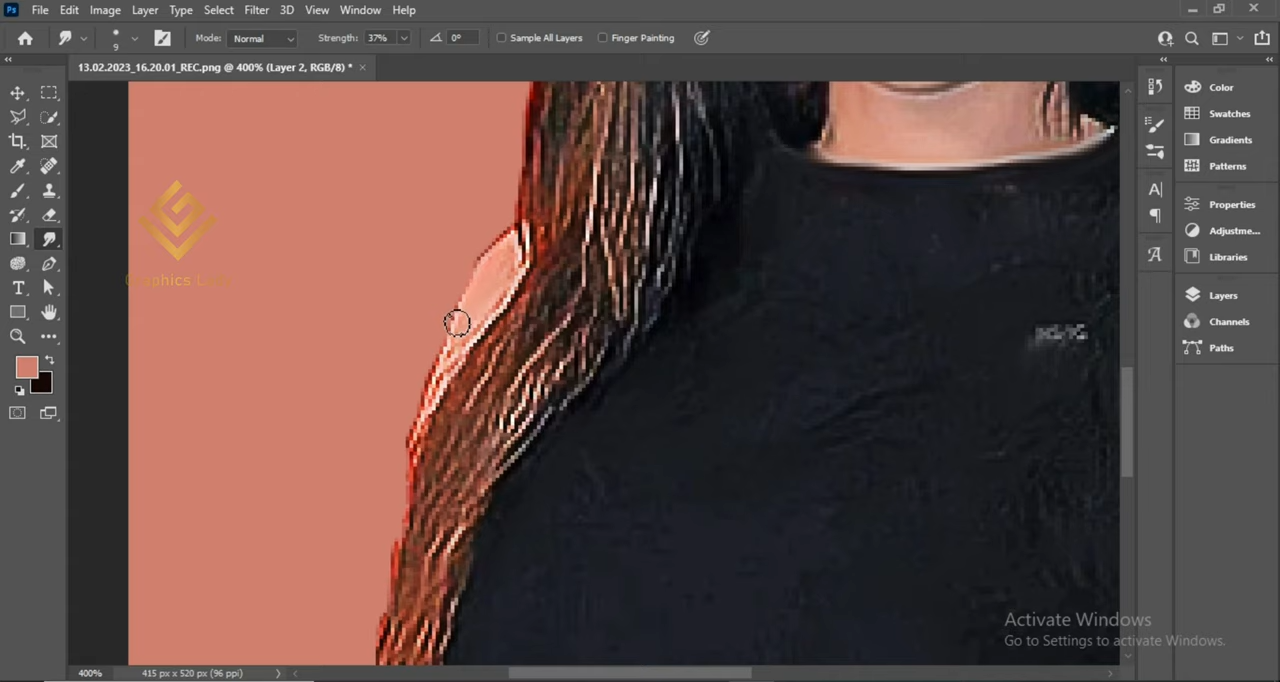 Ps File Edit Image Layer Type Select Filter 3D View Window Help
9 Mode: Normal Strength: 37% 0° Sample All Layers Finger Painting
13.02.2023_16.20.01_REC.png @ 400% (Layer 2, RGB/8) * ×
Color
Swatches
Gradients
Patterns
Properties
Adjustme...
Libraries
Layers
Channels
Paths
Graphics
Activate Windows
Go to Settings to activate Windows.
400% 415 px x 520 px (96 ppi)